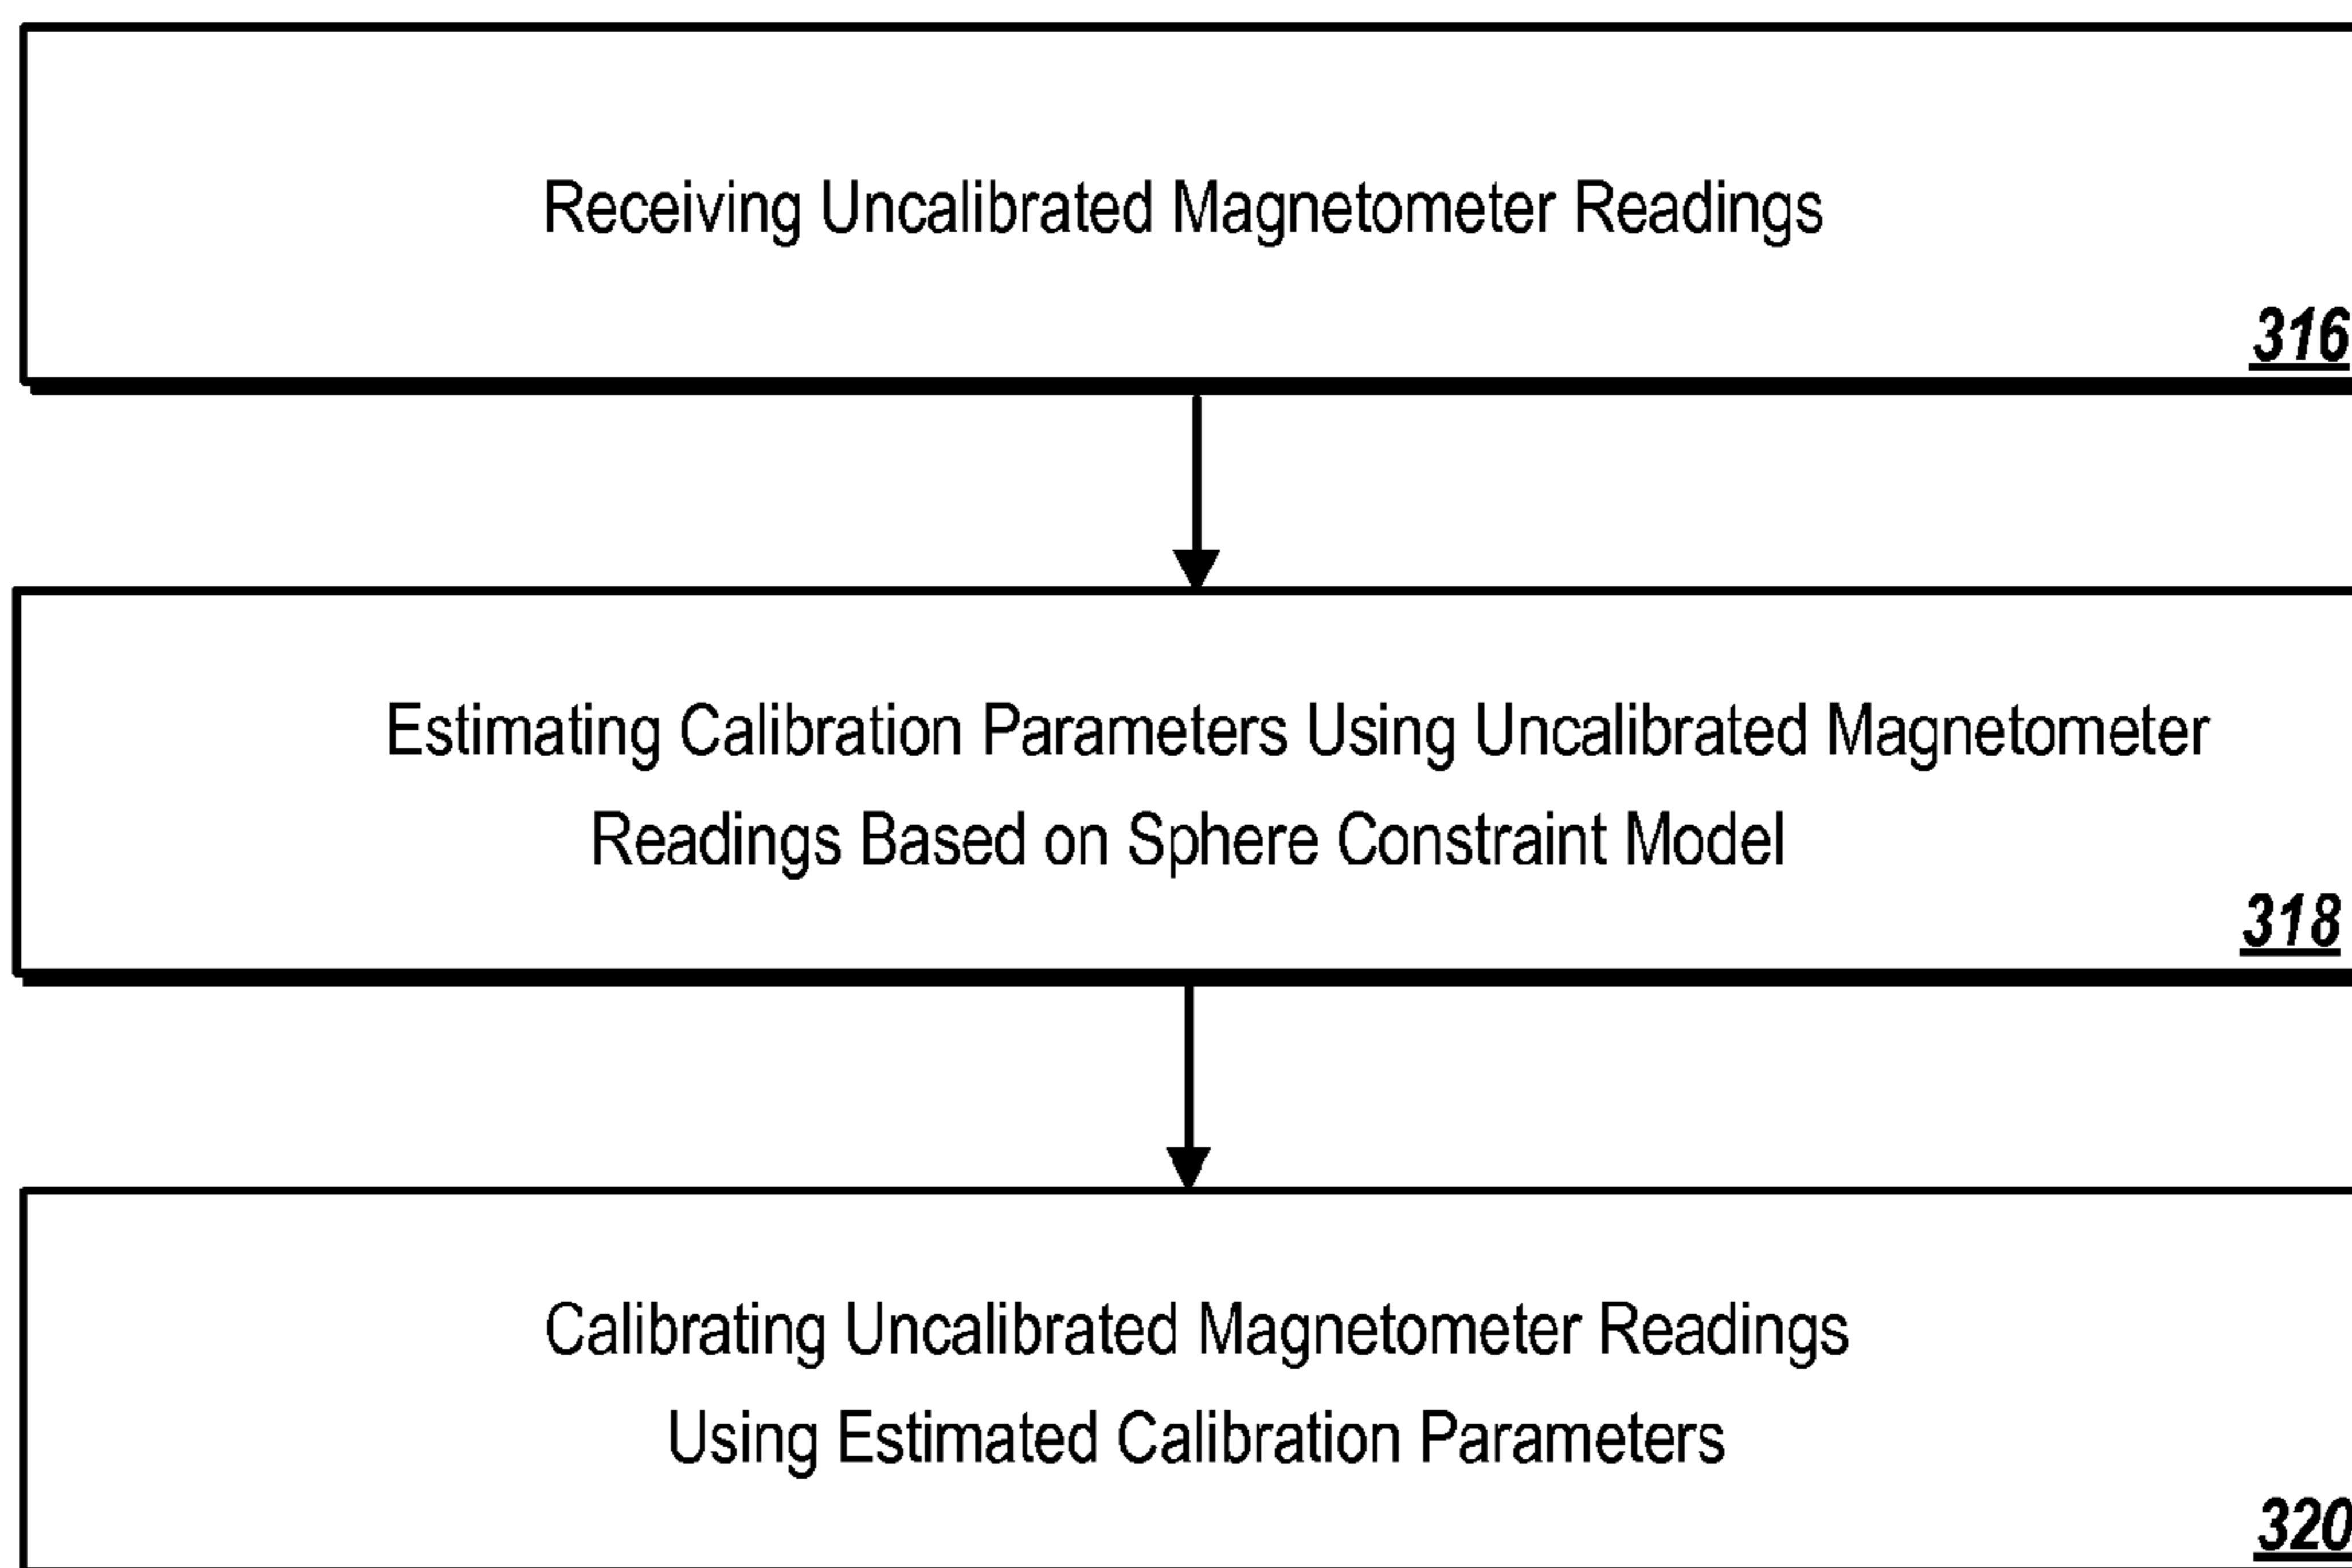 Receiving Uncalibrated Magnetometer Readings
316
Estimating Calibration Parameters Using Uncalibrated Magnetometer
Readings Based on Sphere Constraint Model
318
Calibrating Uncalibrated Magnetometer Readings
Using Estimated Calibration Parameters
320